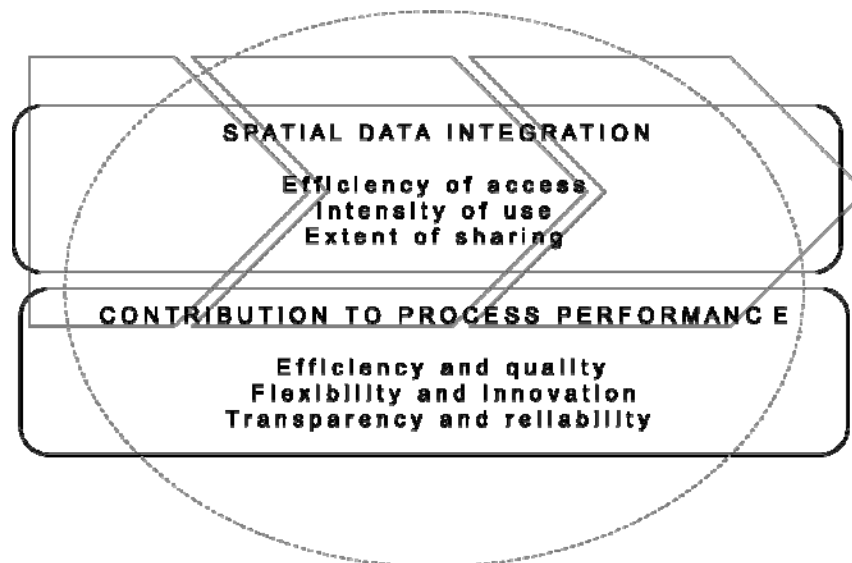 SPATIAL DATA INTEGRATION
Efficiency of access
Intensity of use
Extent of sharing
CONTRIBUTION TO PROCESS PERFORMANCE
Efficiency and quality
Flexibility and innovation
Transparency and reliability